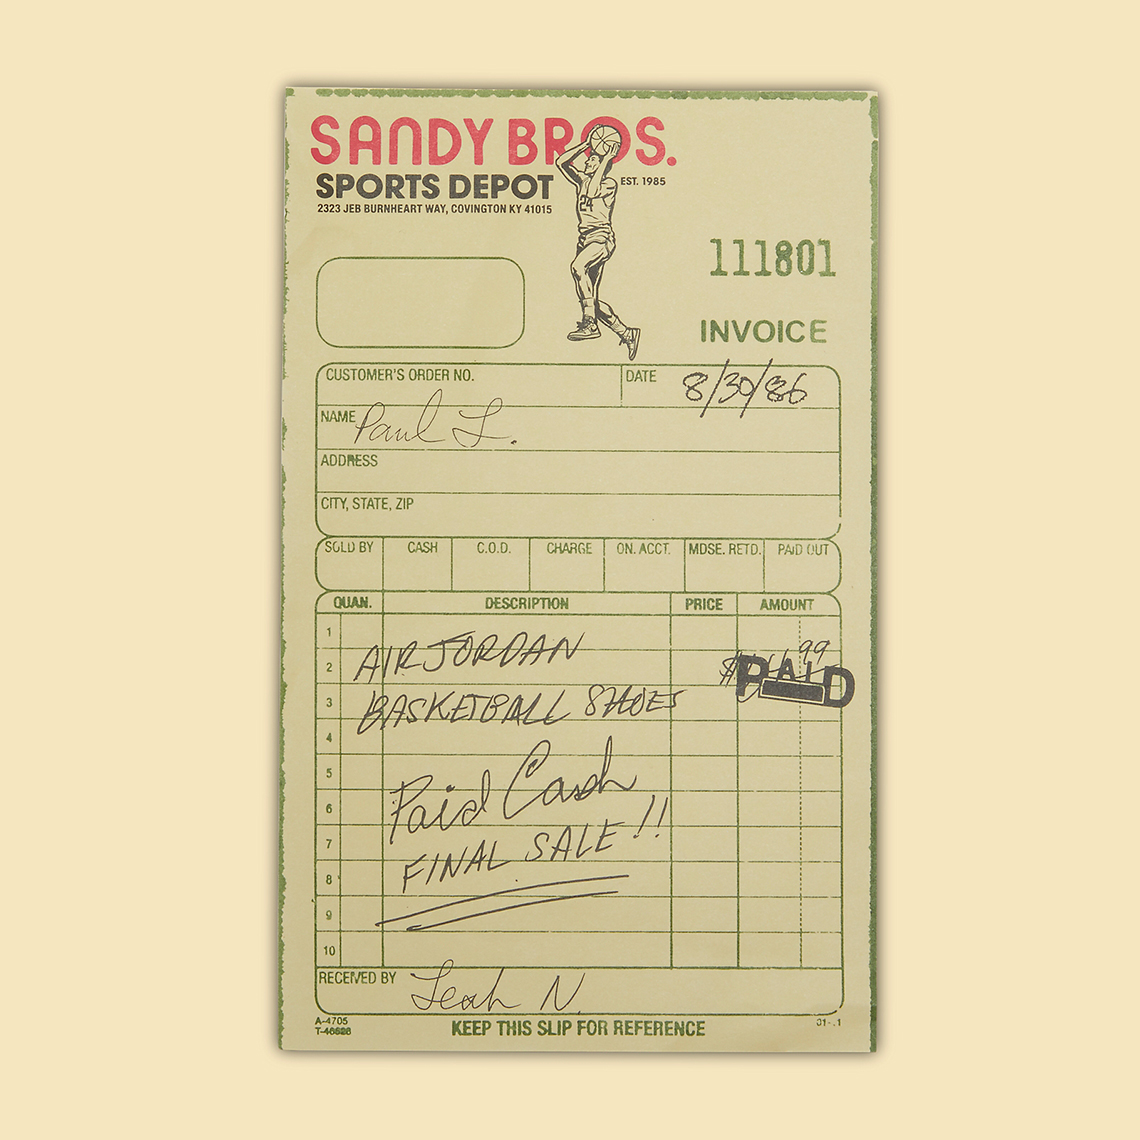 SANDY BROS.
SPORTS DEPOT
EST. 1985
2323 JEB BURNHEART WAY, COVINGTON KY 41015
24
111801
INVOICE
CUSTOMER'S ORDER NO.
DATE 8/30/86
NAME Paul L.
ADDRESS
CITY, STATE, ZIP
SOLD BY CASH C.O.D. CHARGE ON. ACCT. MDSE. RETD. PAID OUT
QUAN. DESCRIPTION PRICE AMOUNT
1
2 AIR JORDAN
PAID
3 BASKETBALL SHOES
4
5
6 Paid Cash
7
8 FINAL SALE!!
9
10
RECEIVED BY Leah N.
A-4705
KEEP THIS SLIP FOR REFERENCE